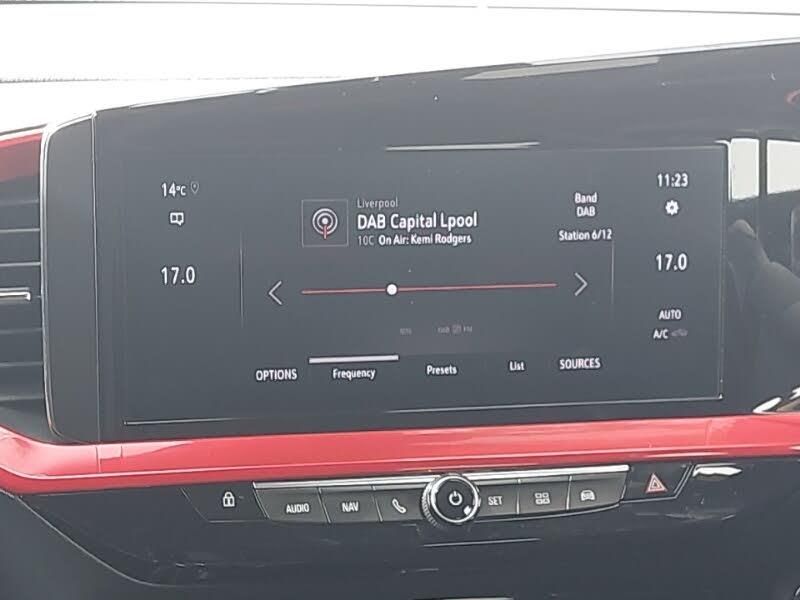 14°C
11:23
Liverpool
DAB Capital Lpool
10C On Air: Kemi Rodgers
Band
DAB
Station 6/12
17.0
17.0
AUTO
A/C
OPTIONS
Frequency
Presets
List
SOURCES
AUDIO
NAV
SET